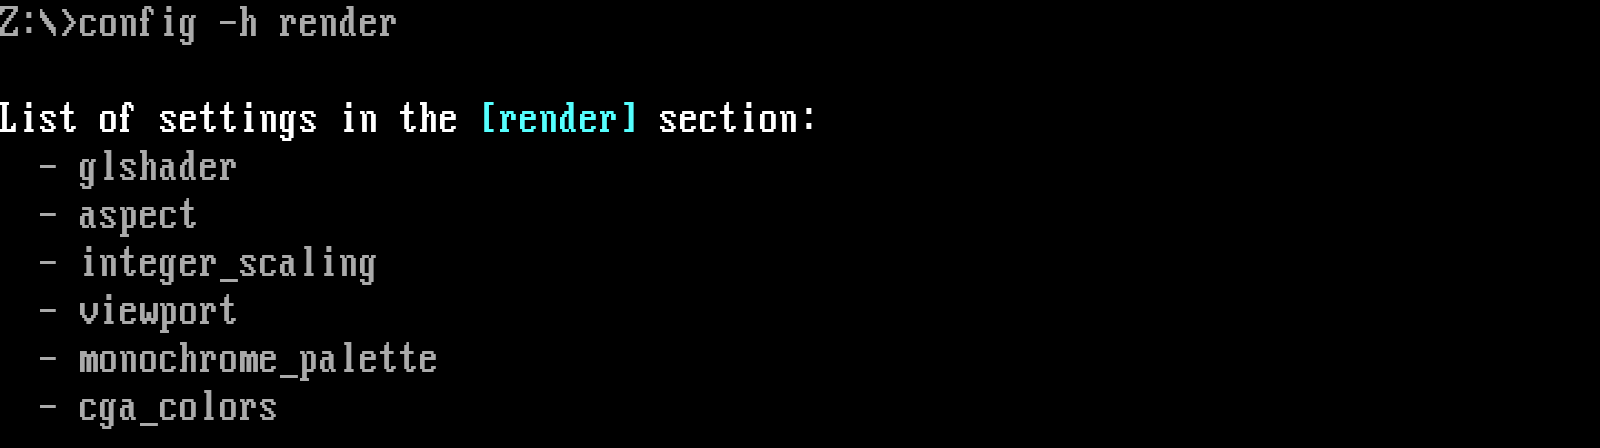 Z:\>config -h render
List of settings in the [render] section:
- glshader
- aspect
- integer_scaling
- viewport
- monochrome_palette
- cga_colors